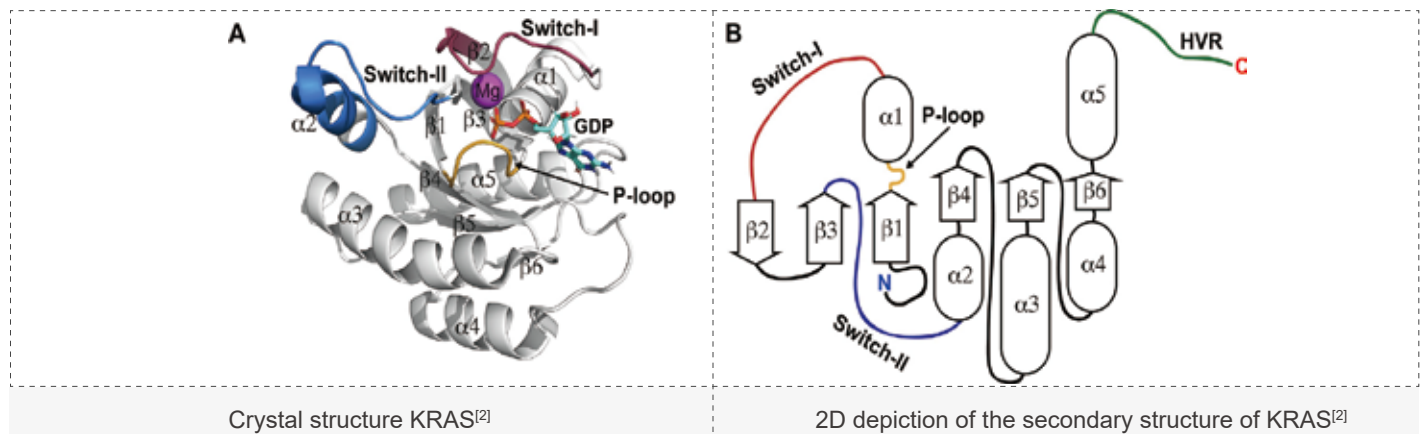 A
Switch-I
β2
Switch-II
α1
Mg
α2
β1
β3
GDP
β4
α5
P-loop
α3
β5
β6
α4
B
HVR
C
Switch-I
α5
α1
P-loop
β4
β5
β6
β2
β3
β1
N
α2
α4
α3
Switch-II
Crystal structure KRAS[2]
2D depiction of the secondary structure of KRAS[2]